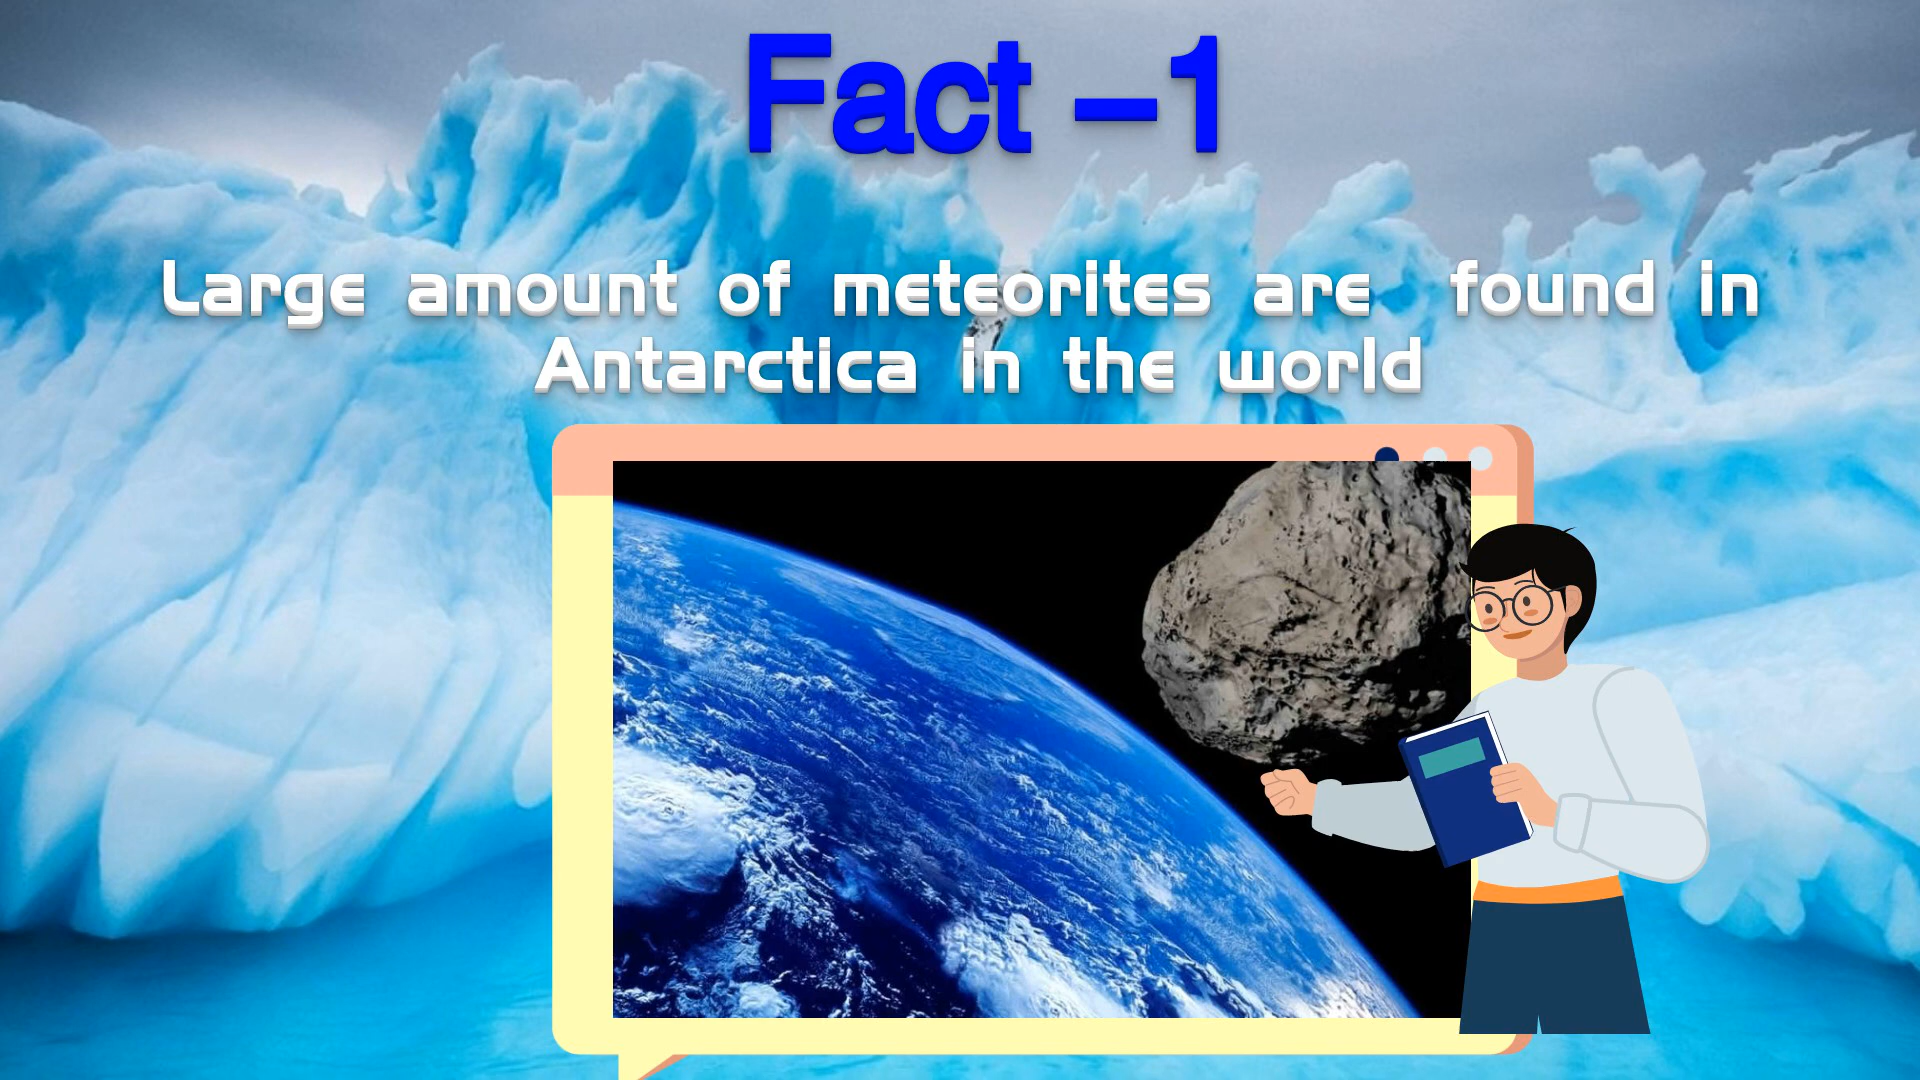 Fact –1
Large amount of meteorites are found in
Antarctica in the world